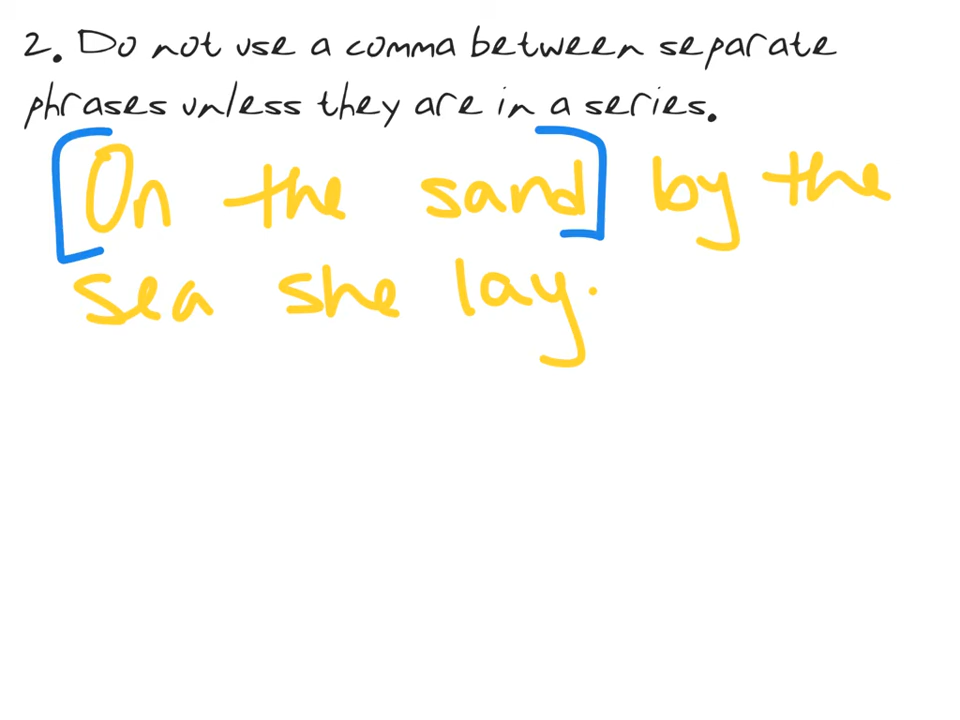 2. Do not use a comma between separate
phrases unless they are in a series.
[On the sand] by the
sea she lay.